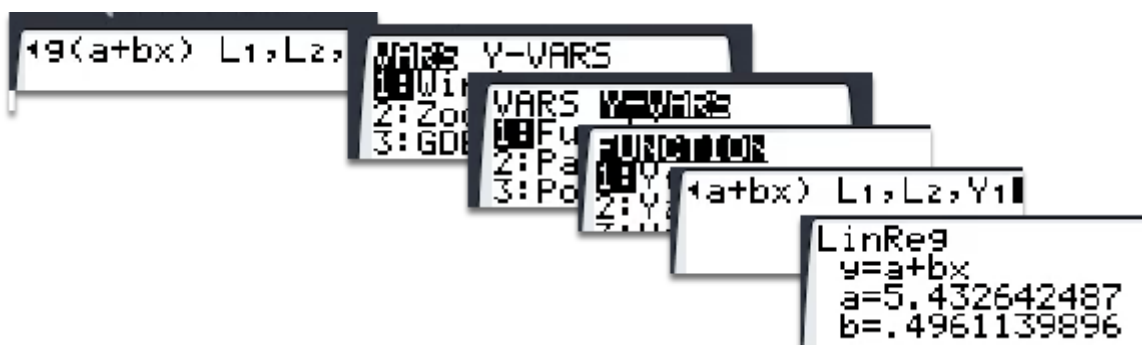 g(a+bx) L1,L2,
VARS Y-VARS
1:Win
2:Zoo
3:GDB
VARS Y-VARS
1:Fu
2:Pa
3:Po
FUNCTION
1:Y
2:Y
(a+bx) L1,L2,Y1
LinReg
y=a+bx
a=5.432642487
b=.4961139896